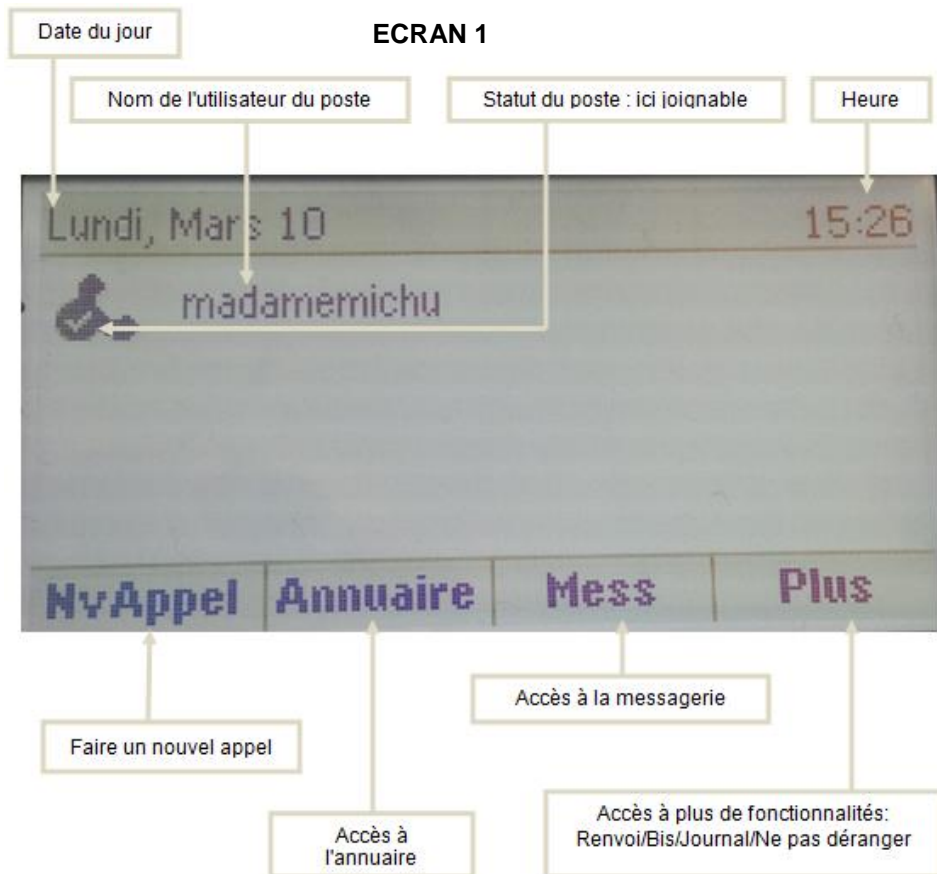 Date du jour
ECRAN 1
Nom de l'utilisateur du poste
Statut du poste : ici joignable
Heure
Lundi, Mars 10
15:26
madamemichu
NvAppel
Annuaire
Mess
Plus
Accès à la messagerie
Faire un nouvel appel
Accès à
l'annuaire
Accès à plus de fonctionnalités:
Renvoi/Bis/Journal/Ne pas déranger